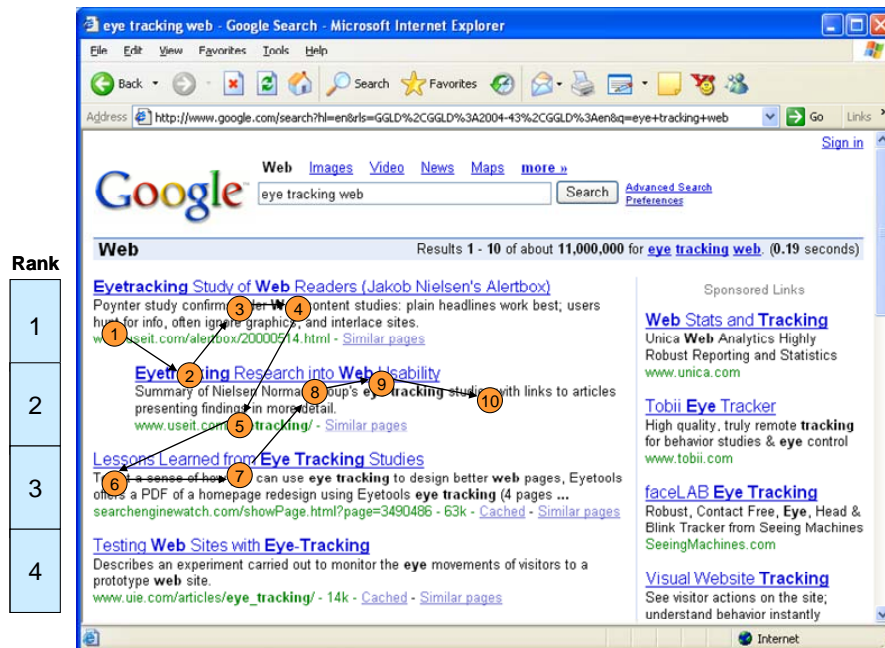 eye tracking web - Google Search - Microsoft Internet Explorer
File Edit View Favorites Tools Help
Back Search Favorites
Address http://www.google.com/search?hl=en&rls=GGLD%2CGGLD%3A2004-43%2CGGLD%3Aen&q=eye+tracking+web Go Links
Sign in
Web Images Video News Maps more »
Google™ eye tracking web Search Advanced Search
Preferences
Web Results 1 - 10 of about 11,000,000 for eye tracking web. (0.19 seconds)
Rank
1
2
3
4
Eyetracking Study of Web Readers (Jakob Nielsen's Alertbox)
Poynter study content studies: plain headlines work best; users
for info, often ignore graphics, and interlace sites.
/alertbox/20000514.html - Similar pages
Research into Web Usability
Summary of Nielsen eye tracking with links to articles
presenting findings in more detail.
www.useit. /- Similar pages
Lessons Learned from Eye Tracking Studies
a sense of can use eye tracking to design better web pages, Eyetools
a PDF of a homepage redesign using Eyetools eye tracking (4 pages ...
searchenginewatch.com/showPage.html?page=3490486 - 63k - Cached - Similar pages
Testing Web Sites with Eye-Tracking
Describes an experiment carried out to monitor the eye movements of visitors to a
prototype web site.
www.uie.com/articles/eye_tracking/ - 14k - Cached - Similar pages
1
2
3
4
5
6
7
8
9
10
Sponsored Links
Web Stats and Tracking
Unica Web Analytics Highly
Robust Reporting and Statistics
www.unica.com
Tobii Eye Tracker
High quality, truly remote tracking
for behavior studies & eye control
www.tobii.com
faceLAB Eye Tracking
Robust, Contact Free, Eye, Head &
Blink Tracker from Seeing Machines
SeeingMachines.com
Visual Website Tracking
See visitor actions on the site;
understand behavior instantly
Internet